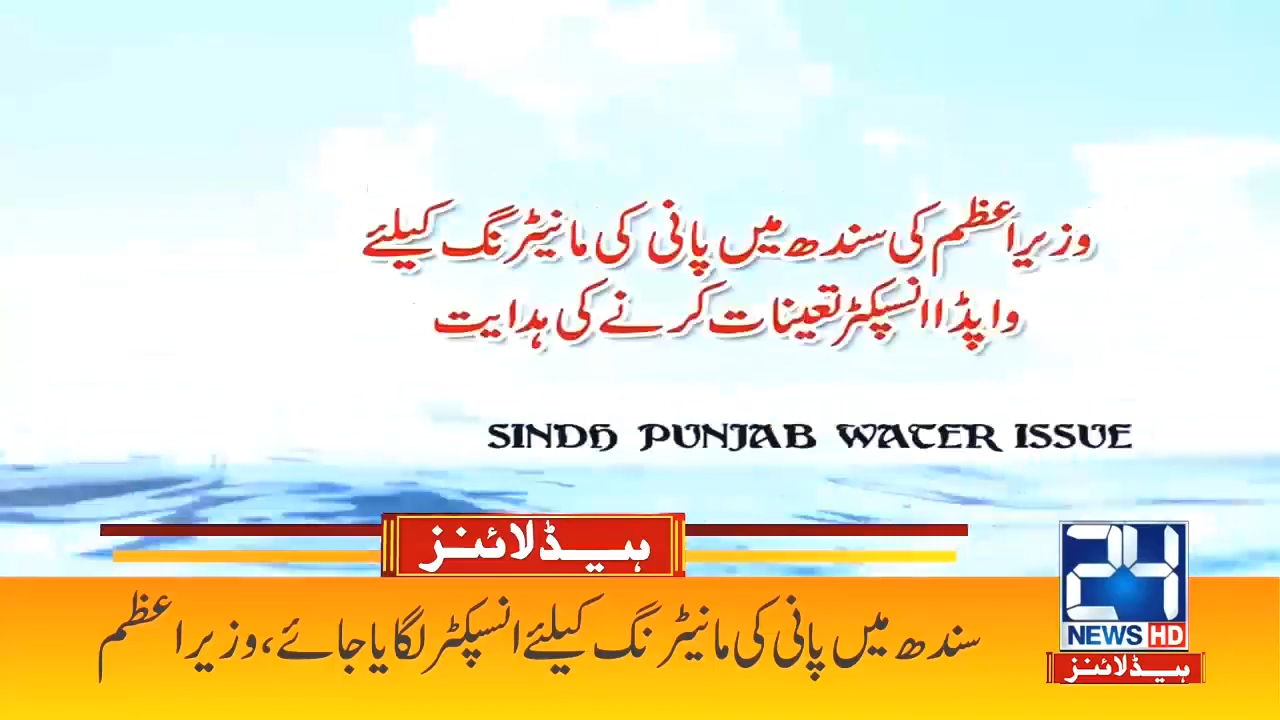 وزیراعظم کی سندھ میں پانی کی مانیٹرنگ کیلئے
واپڈا انسپکٹر تعینات کرنے کی ہدایت
SINDH PUNJAB WATER ISSUE
ہیڈلائنز
سندھ میں پانی کی مانیٹرنگ کیلئے انسپکٹر لگایا جائے، وزیراعظم
24
NEWS HD
ہیڈلائنز